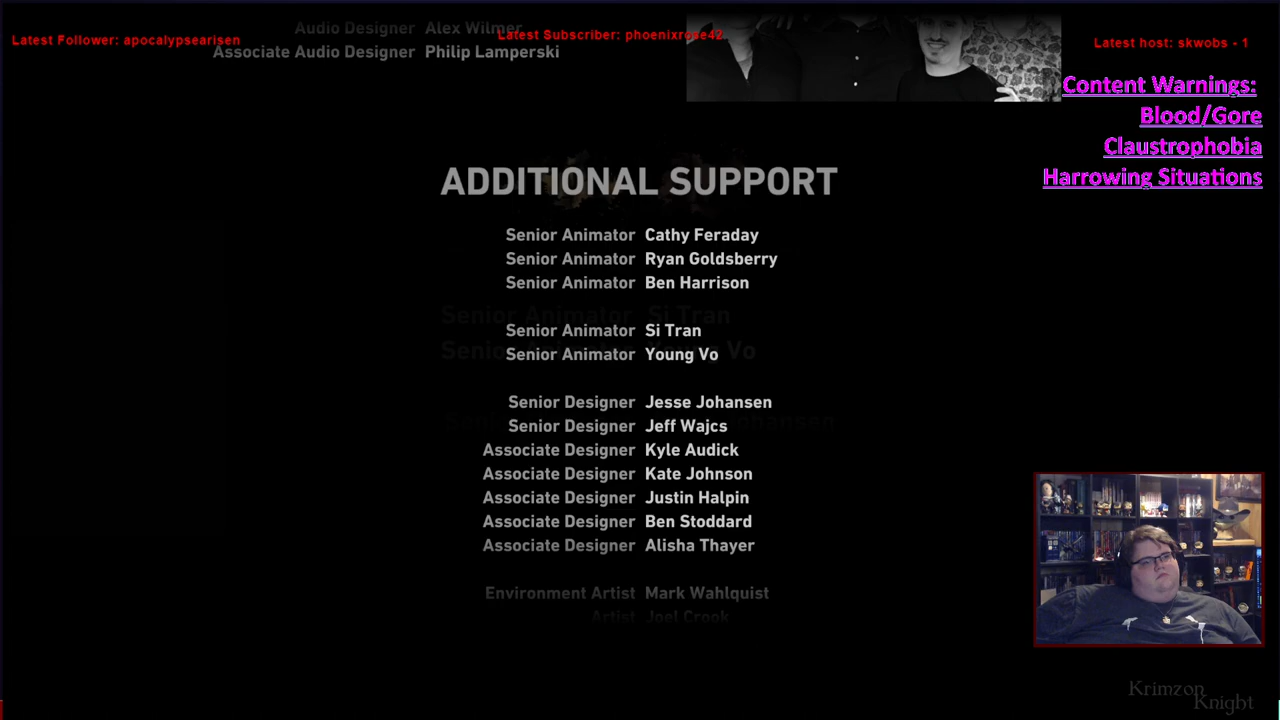 Audio Designer Alex Wilmer
Latest Follower: apocalypsearisen
Latest Subscriber: phoenixrose42
Latest host: skwobs - 1
Associate Audio Designer Philip Lamperski
Content Warnings:
Blood/Gore
Claustrophobia
Harrowing Situations
ADDITIONAL SUPPORT
Senior Animator Cathy Feraday
Senior Animator Ryan Goldsberry
Senior Animator Ben Harrison
Senior Animator Si Tran
Senior Animator Young Vo
Senior Designer Jesse Johansen
Senior Designer Jeff Wajcs
Associate Designer Kyle Audick
Associate Designer Kate Johnson
Associate Designer Justin Halpin
Associate Designer Ben Stoddard
Associate Designer Alisha Thayer
Environment Artist Mark Wahlquist
Artist Joel Crook
Krimzon
Knight